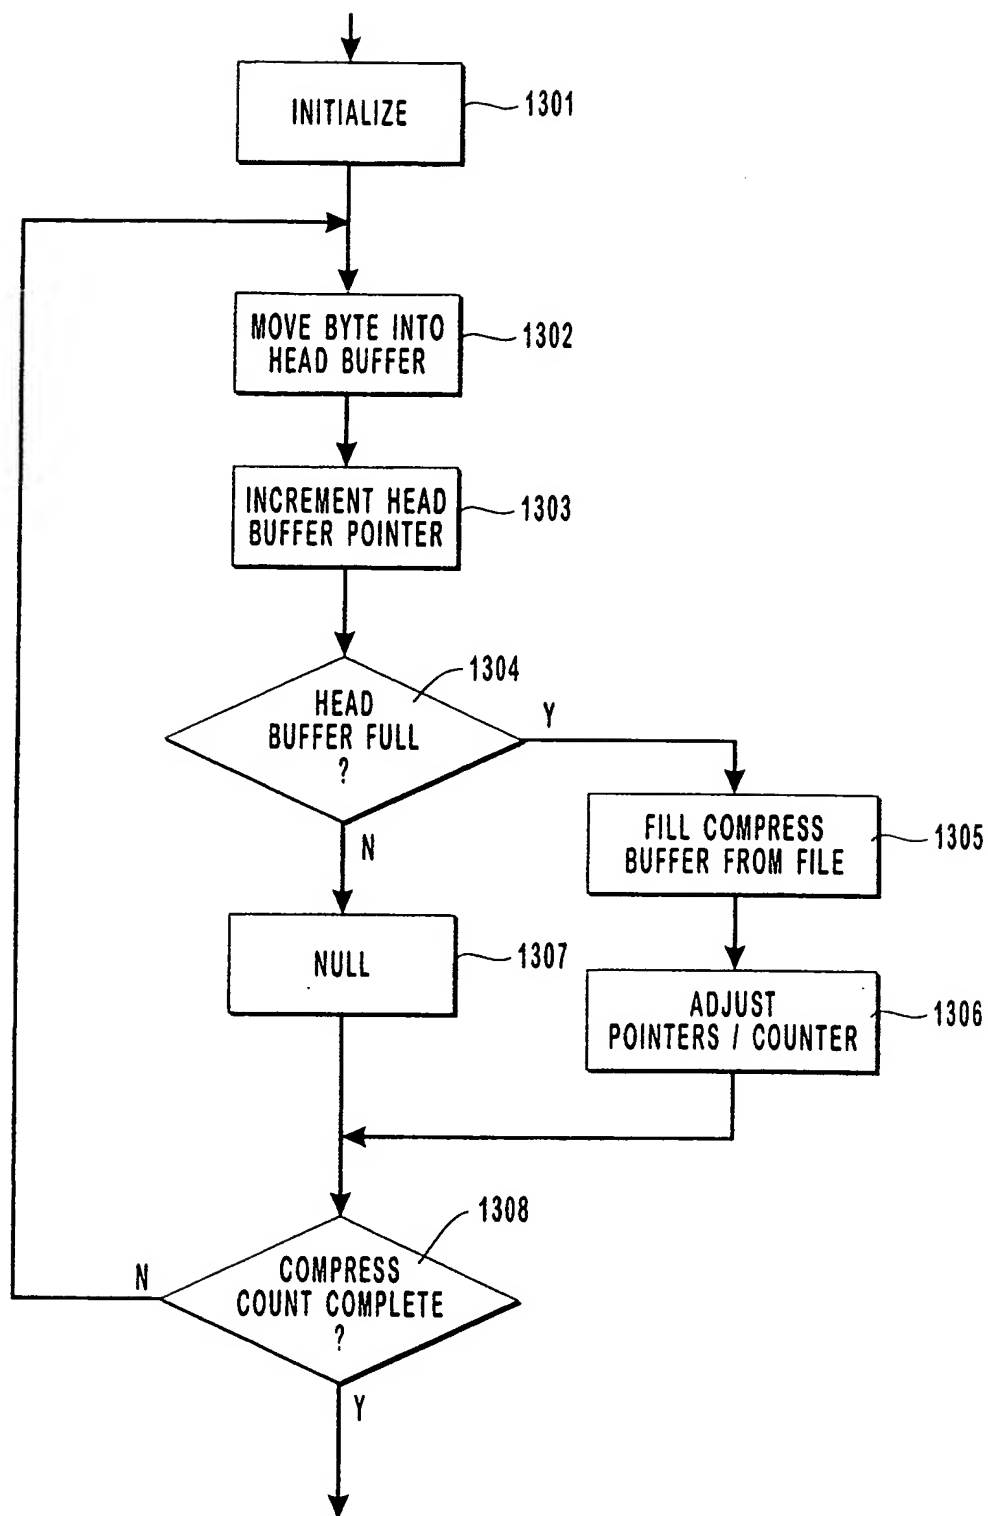 INITIALIZE
1301
MOVE BYTE INTO
HEAD BUFFER
1302
INCREMENT HEAD
BUFFER POINTER
1303
HEAD
BUFFER FULL
?
1304
Y
N
FILL COMPRESS
BUFFER FROM FILE
1305
NULL
1307
ADJUST
POINTERS / COUNTER
1306
COMPRESS
COUNT COMPLETE
?
1308
N
Y